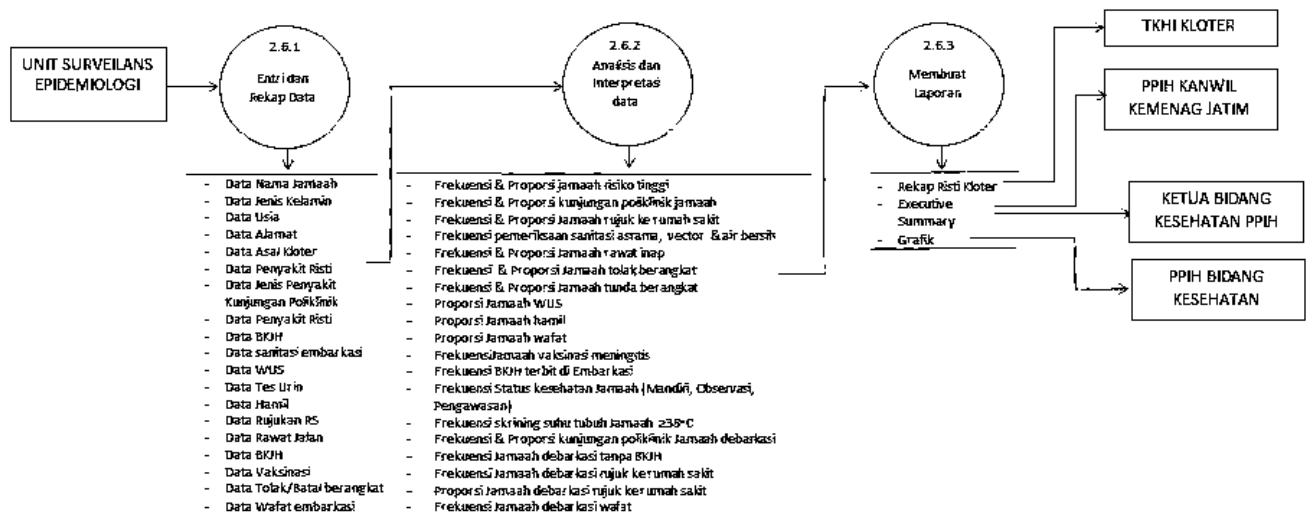 UNIT SURVEILANS
EPIDEMIOLOGI
2.6.1
Entri dan
Rekap Data
2.6.2
Analisis dan
Interpretasi
data
2.6.3
Membuat
Laporan
TKHI KLOTER
PPIH KANWIL
KEMENAG JATIM
KETUA BIDANG
KESEHATAN PPIH
PPIH BIDANG
KESEHATAN
- Data Nama Jamaah
- Data Jenis Kelamin
- Data Usia
- Data Alamat
- Data Asal Kloter
- Data Penyakit Risti
- Data Jenis Penyakit
Kunjungan Poliklinik
- Data Penyakit Risti
- Data BKJH
- Data sanitasi embarkasi
- Data WUS
- Data Tes Urin
- Data Hamil
- Data Rujukan RS
- Data Rawat Jalan
- Data BKJH
- Data Vaksinasi
- Data Tolak/Batal berangkat
- Data Wafat embarkasi
- Frekuensi & Proporsi jamaah risiko tinggi
- Frekuensi & Proporsi kunjungan poliklinik jamaah
- Frekuensi & Proporsi Jamaah rujuk ke rumah sakit
- Frekuensi pemeriksaan sanitasi asrama, vector & air bersih
- Frekuensi & Proporsi Jamaah rawat inap
- Frekuensi & Proporsi Jamaah tolak berangkat
- Frekuensi & Proporsi Jamaah tunda berangkat
- Proporsi Jamaah WUS
- Proporsi Jamaah hamil
- Proporsi Jamaah wafat
- FrekuensiJamaah vaksinasi meningitis
- Frekuensi BKJH terbit di Embarkasi
- Frekuensi Status kesehatan Jamaah (Mandiri, Observasi,
Pengawasan)
- Frekuensi skrining suhu tubuh Jamaah ≥38°C
- Frekuensi & Proporsi kunjungan poliklinik Jamaah debarkasi
- Frekuensi Jamaah debarkasi tanpa BKJH
- Frekuensi Jamaah debarkasi rujuk ke rumah sakit
- Proporsi Jamaah debarkasi rujuk ke rumah sakit
- Frekuensi Jamaah debarkasi wafat
- Rekap Risti Kloter
- Executive
Summary
- Grafik